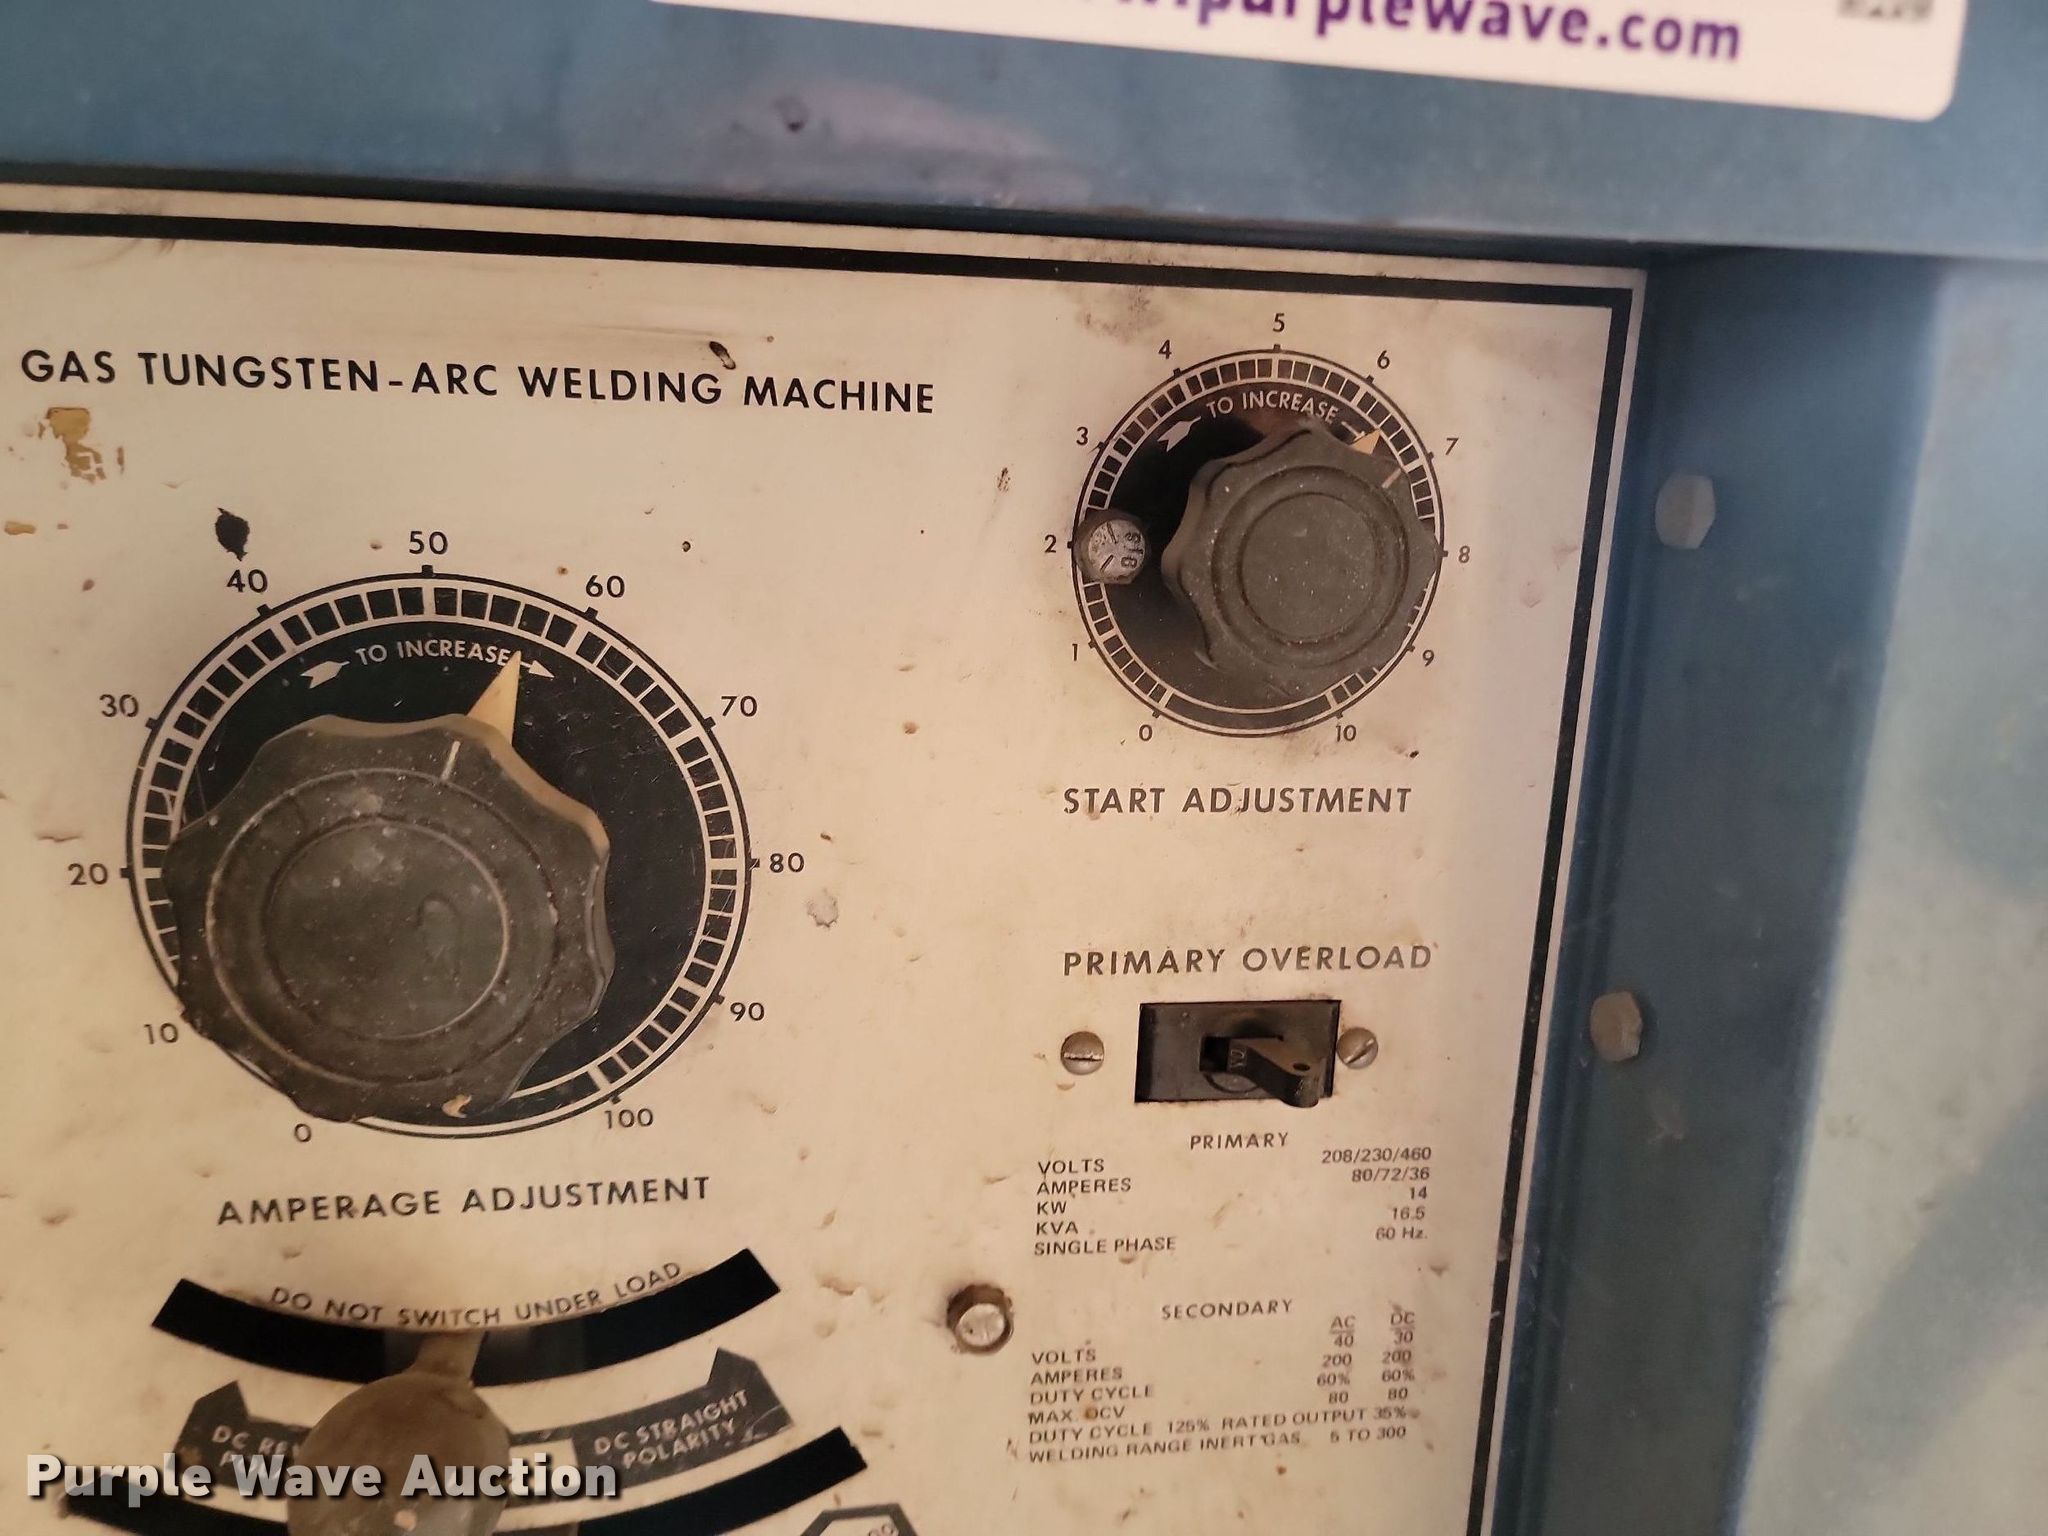 purplewave.com
GAS TUNGSTEN-ARC WELDING MACHINE
0 1 2 3 4 5 6 7 8 9 10
TO INCREASE
START ADJUSTMENT
0 10 20 30 40 50 60 70 80 90 100
TO INCREASE
AMPERAGE ADJUSTMENT
PRIMARY OVERLOAD
PRIMARY
VOLTS 208/230/460
AMPERES 80/72/36
KW 14
KVA 16.5
SINGLE PHASE 60 Hz.
DO NOT SWITCH UNDER LOAD
DC STRAIGHT
POLARITY
DC
SECONDARY
AC DC
VOLTS 40 30
AMPERES 200 200
DUTY CYCLE 60% 60%
MAX. OCV 80 80
DUTY CYCLE 125% RATED OUTPUT 35%
WELDING RANGE INERT GAS 5 TO 300
Purple Wave Auction